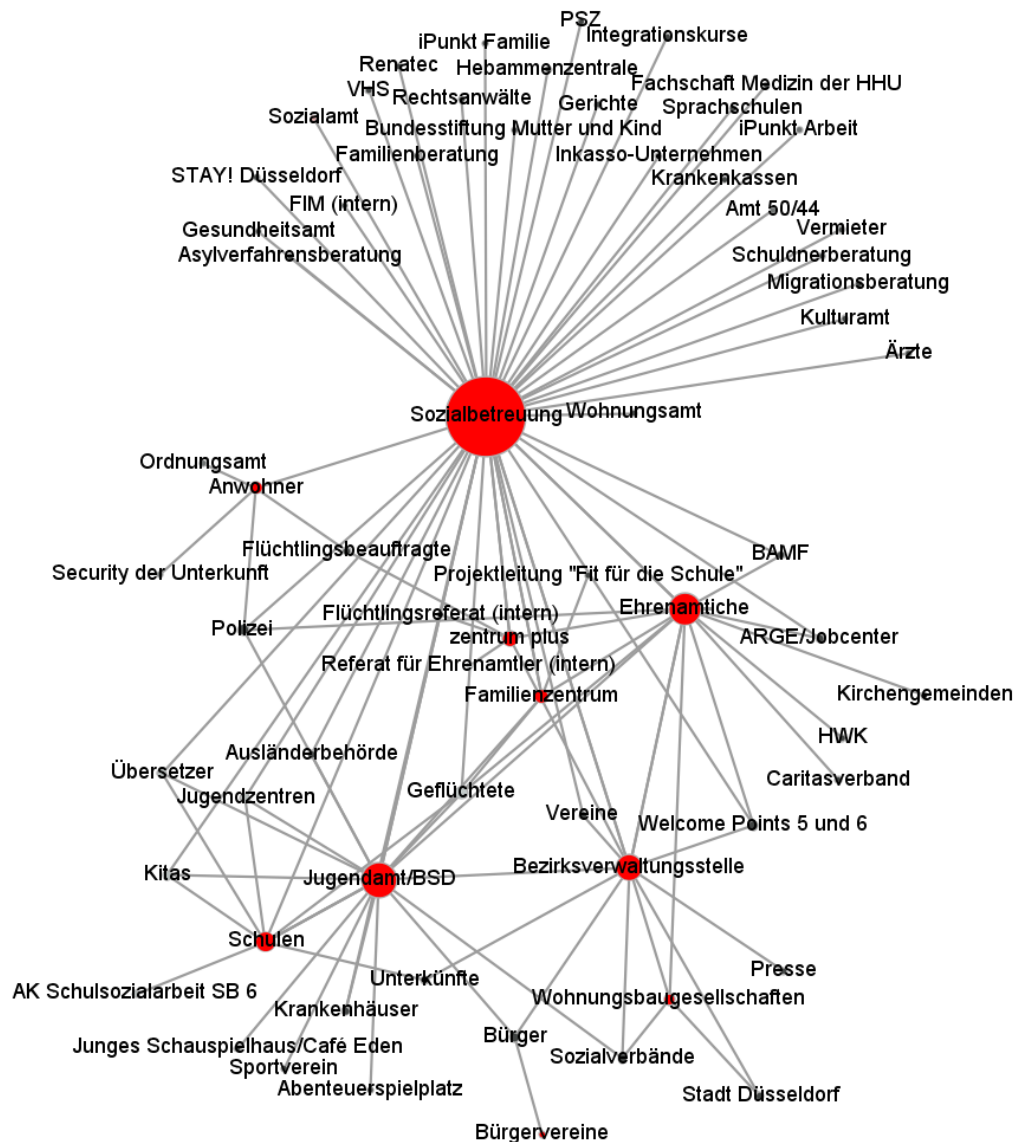 PSZ
Integrationskurse
iPunkt Familie
Renatec
Hebammenzentrale
Fachschaft Medizin der HHU
VHS
Rechtsanwälte
Gerichte
Sprachschulen
Sozialamt
Bundesstiftung Mutter und Kind
iPunkt Arbeit
Familienberatung
Inkasso-Unternehmen
STAY! Düsseldorf
Krankenkassen
FIM (intern)
Amt 50/44
Gesundheitsamt
Vermieter
Asylverfahrensberatung
Schuldnerberatung
Migrationsberatung
Kulturamt
Ärzte
Sozialbetreuung
Wohnungsamt
Ordnungsamt
Anwohner
Flüchtlingsbeauftragte
BAMF
Security der Unterkunft
Projektleitung "Fit für die Schule"
Ehrenamtiche
Flüchtlingsreferat (intern)
Polizei
zentrum plus
ARGE/Jobcenter
Referat für Ehrenamtler (intern)
Familienzentrum
Kirchengemeinden
HWK
Ausländerbehörde
Übersetzer
Caritasverband
Jugendzentren
Geflüchtete
Vereine
Welcome Points 5 und 6
Bezirksverwaltungsstelle
Kitas
Jugendamt/BSD
Schulen
Presse
Unterkünfte
AK Schulsozialarbeit SB 6
Wohnungsbaugesellschaften
Krankenhäuser
Bürger
Junges Schauspielhaus/Café Eden
Sozialverbände
Sportverein
Abenteuerspielplatz
Stadt Düsseldorf
Bürgervereine